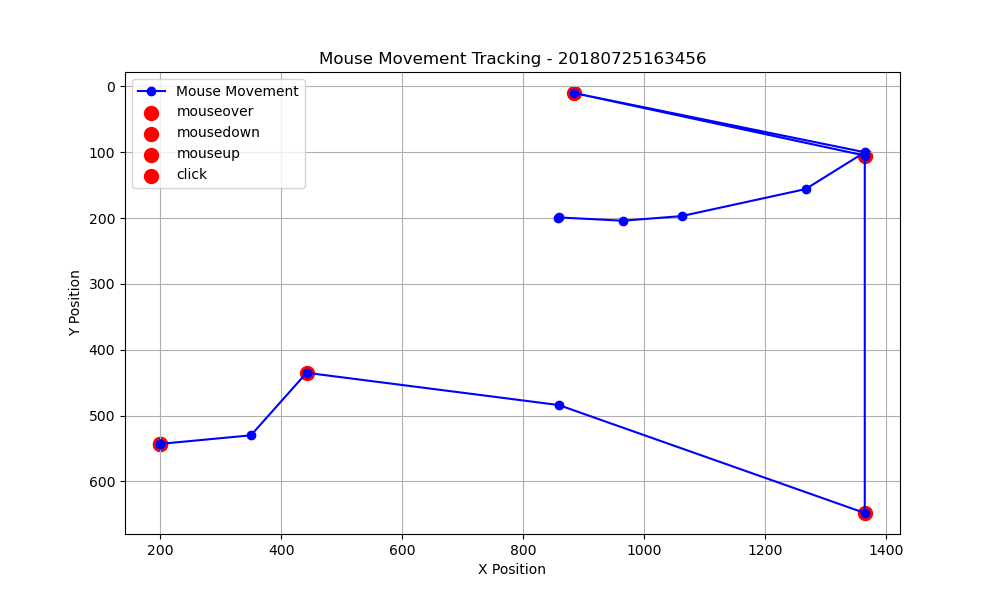 Mouse Movement Tracking - 20180725163456
Mouse Movement
mouseover
mousedown
mouseup
click
0
100
200
300
400
500
600
Y Position
200 400 600 800 1000 1200 1400
X Position